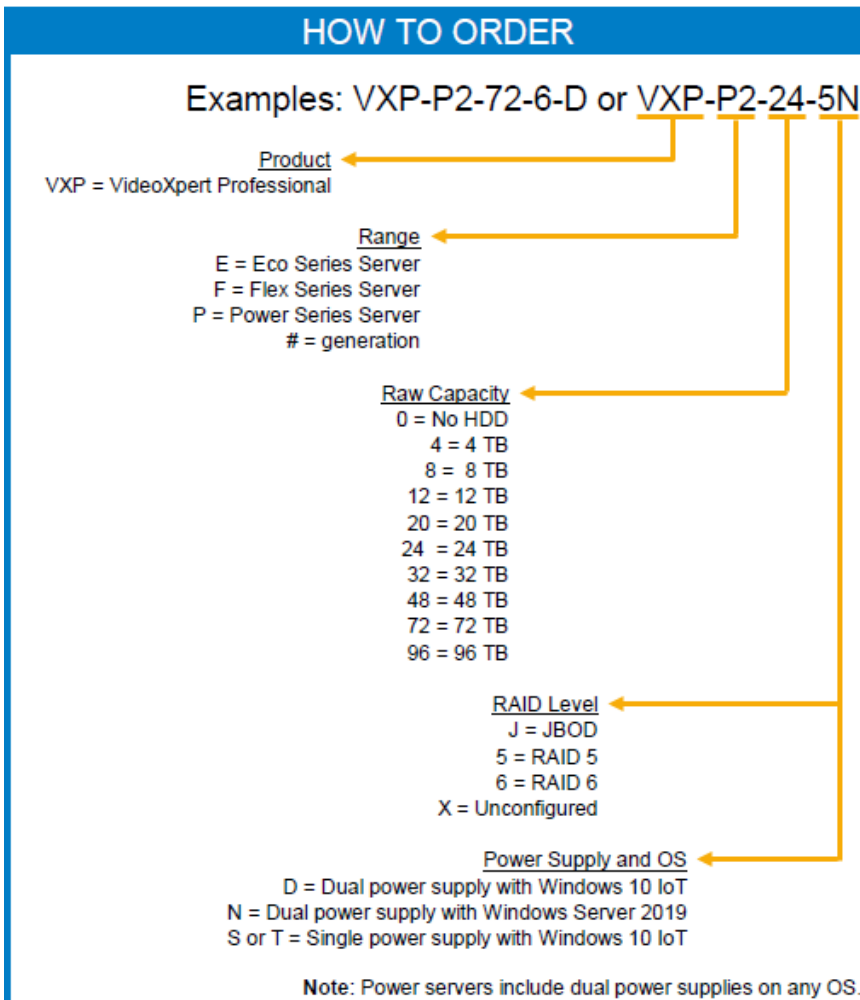 HOW TO ORDER
Examples: VXP-P2-72-6-D or VXP-P2-24-5N
Product
VXP = VideoXpert Professional
Range
E = Eco Series Server
F = Flex Series Server
P = Power Series Server
# = generation
Raw Capacity
0 = No HDD
4 = 4 TB
8 = 8 TB
12 = 12 TB
20 = 20 TB
24 = 24 TB
32 = 32 TB
48 = 48 TB
72 = 72 TB
96 = 96 TB
RAID Level
J = JBOD
5 = RAID 5
6 = RAID 6
X = Unconfigured
Power Supply and OS
D = Dual power supply with Windows 10 IoT
N = Dual power supply with Windows Server 2019
S or T = Single power supply with Windows 10 IoT
Note: Power servers include dual power supplies on any OS.